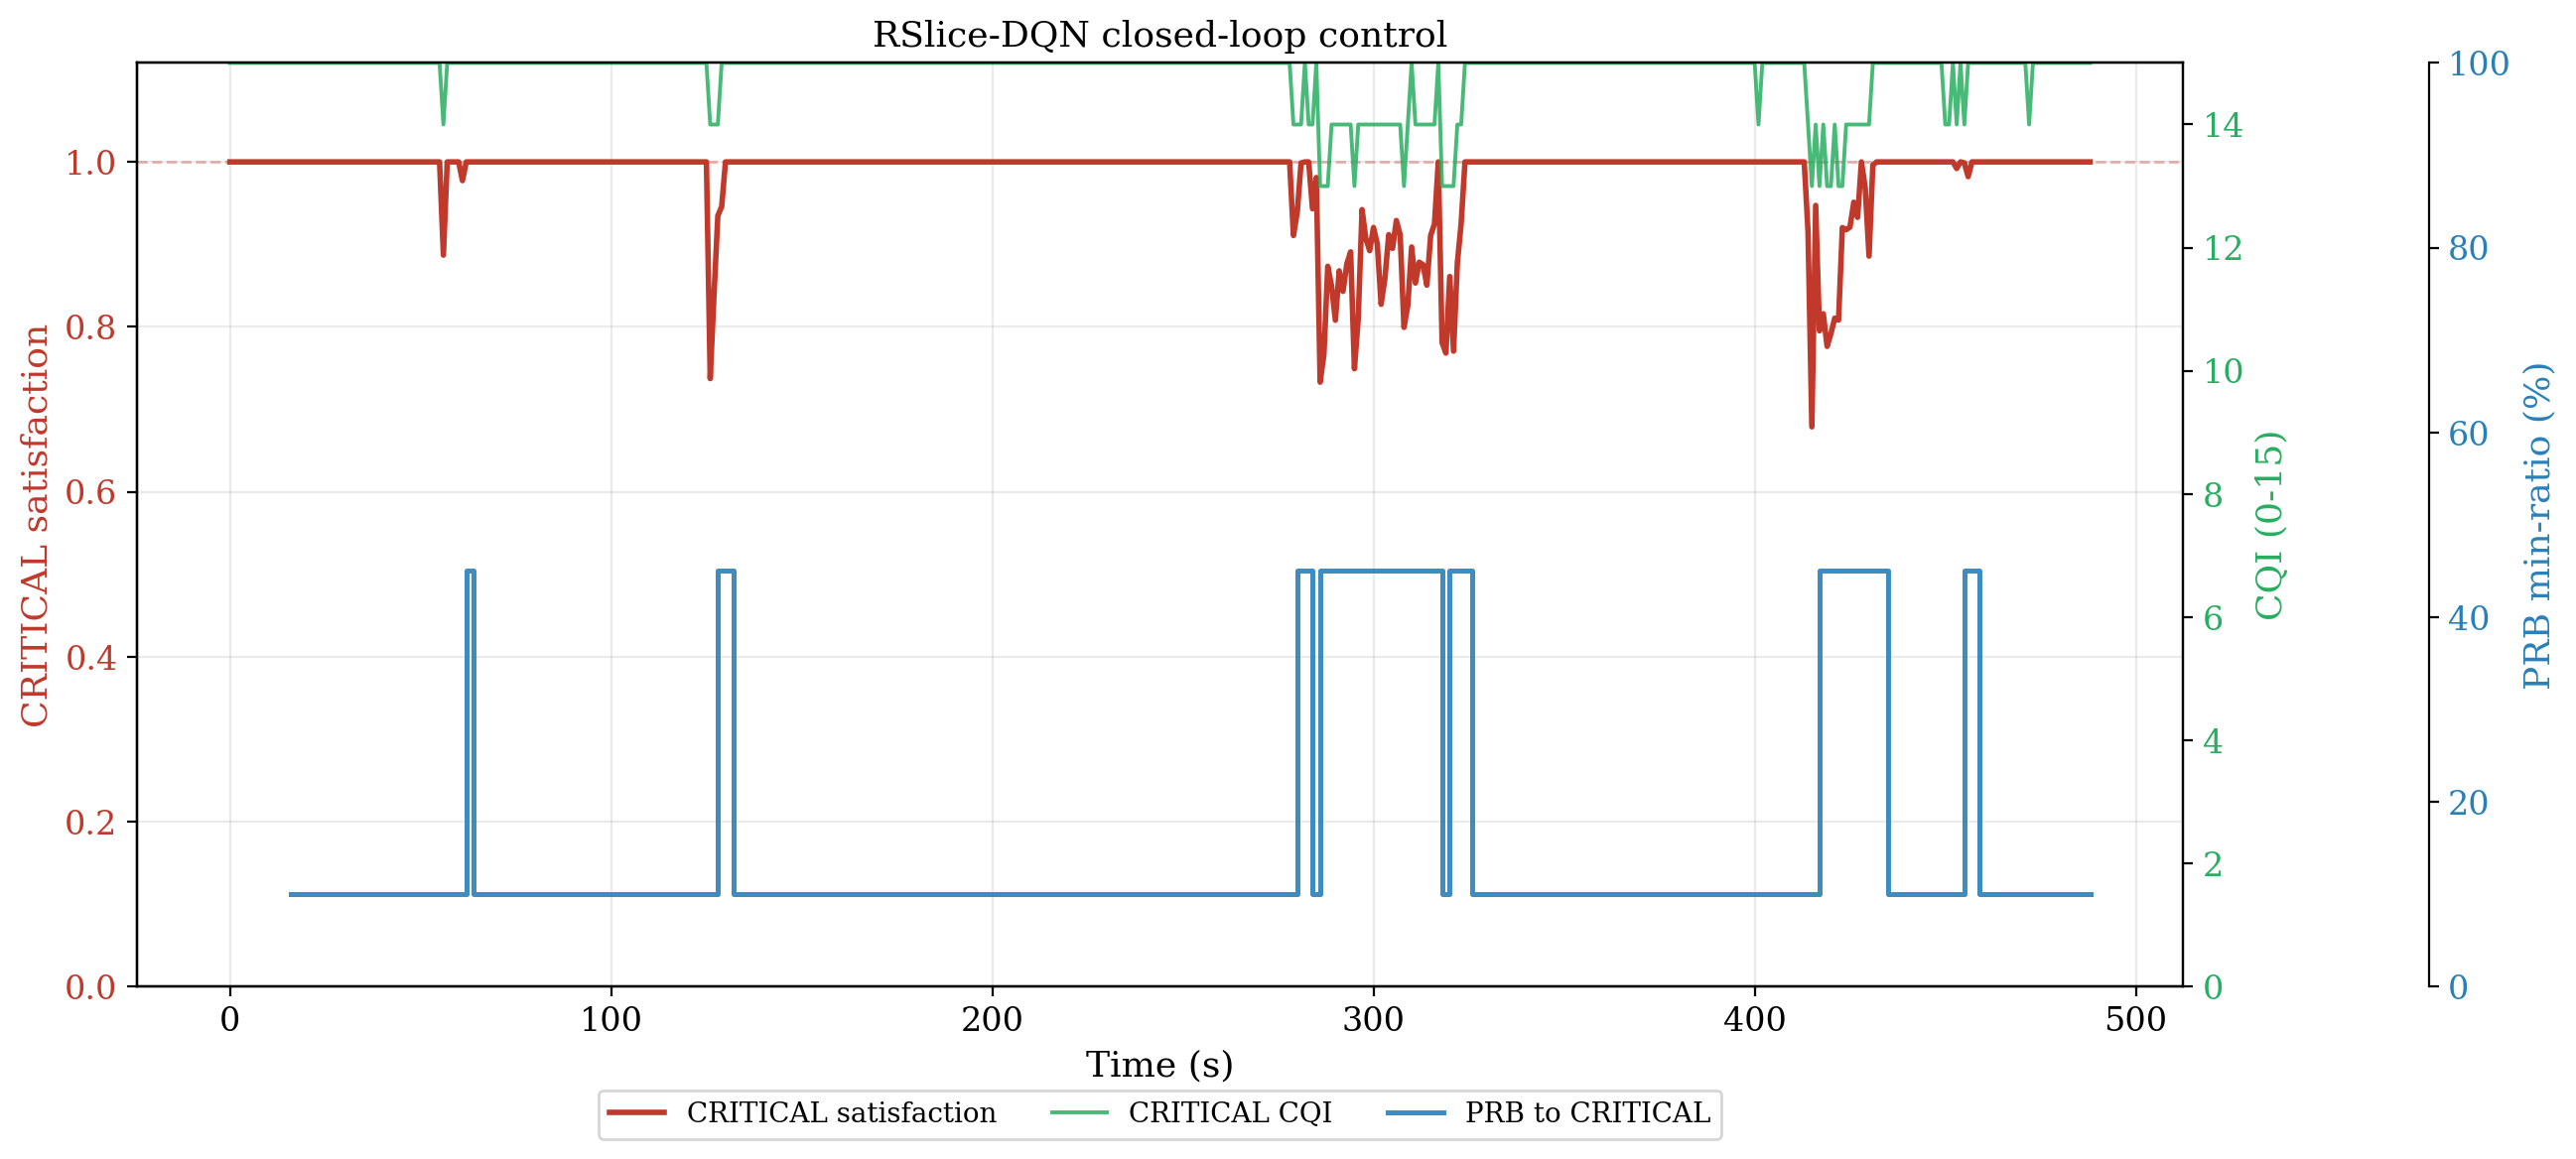 RSlice-DQN closed-loop control
CRITICAL satisfaction
1.0
0.8
0.6
0.4
0.2
0.0
0 100 200 300 400 500
Time (s)
14
12
10
8
6
4
2
0
CQI (0-15)
100
80
60
40
20
0
PRB min-ratio (%)
CRITICAL satisfaction CRITICAL CQI PRB to CRITICAL